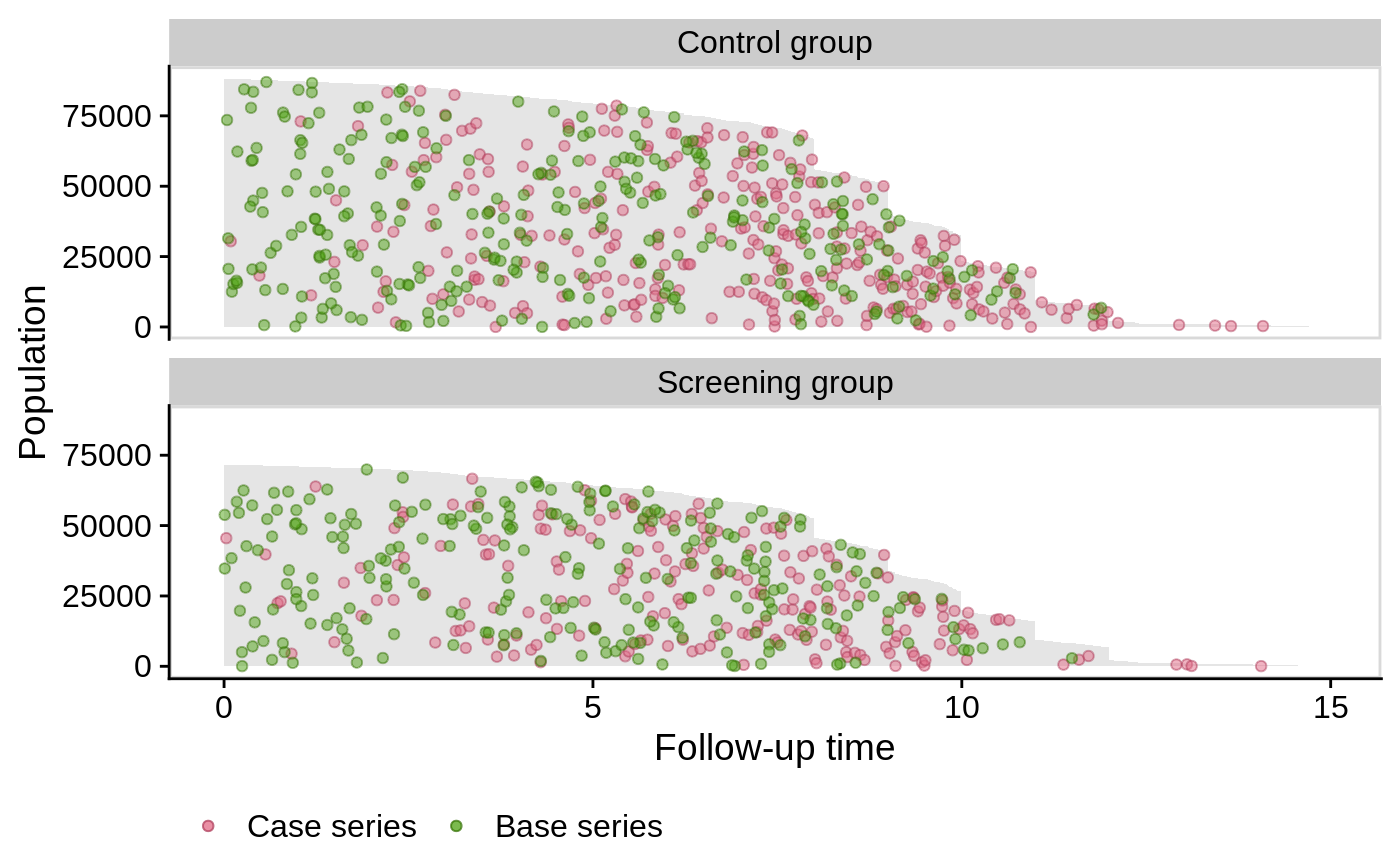 Control group
75000
50000
25000
0
Screening group
75000
50000
25000
0
Population
0 5 10 15
Follow-up time
Case series Base series